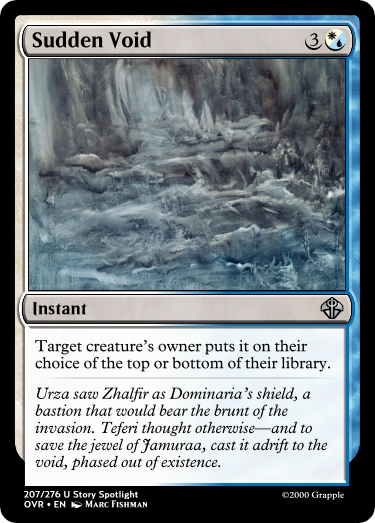 Sudden Void 3
Instant
Target creature's owner puts it on their
choice of the top or bottom of their library.
Urza saw Zhalfir as Dominaria's shield, a
bastion that would bear the brunt of the
invasion. Teferi thought otherwise—and to
save the jewel of Jamuraa, cast it adrift to the
void, phased out of existence.
207/276 U Story Spotlight
OVR • EN Marc Fishman ©2000 Grapple